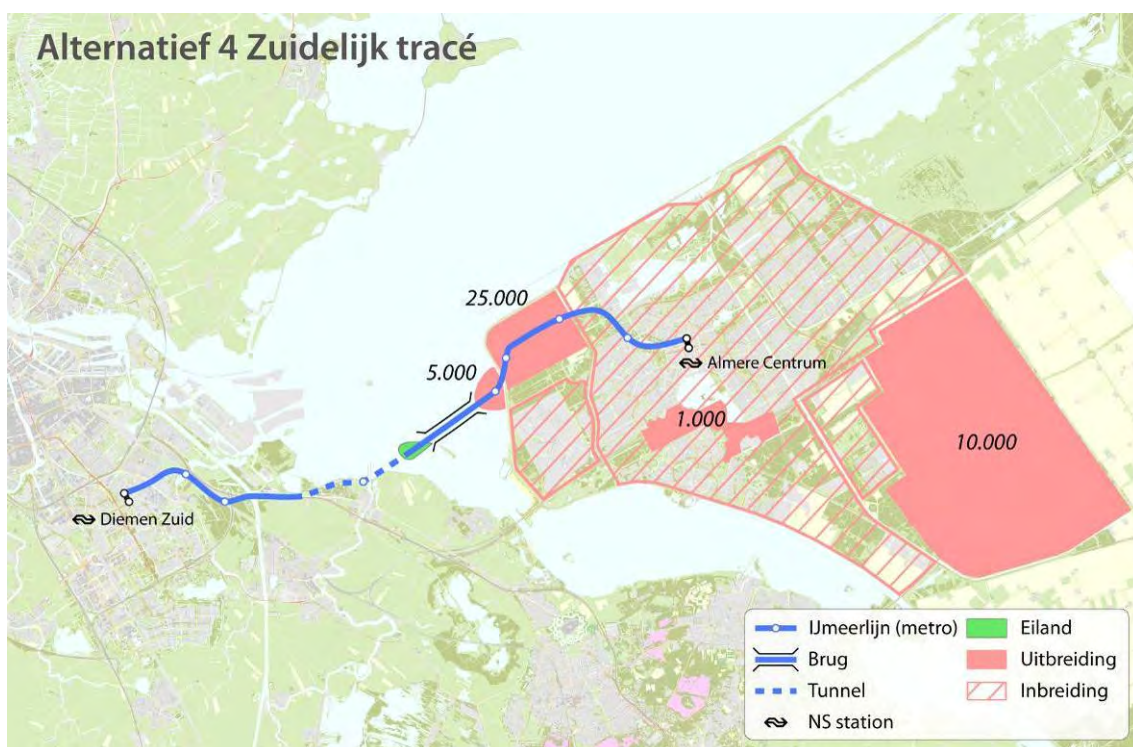 Alternatief 4 Zuidelijk tracé
25.000
5.000
Almere Centrum
1.000
10.000
Diemen Zuid
IJmeerlijn (metro)
Eiland
Brug
Uitbreiding
Tunnel
Inbreiding
NS station